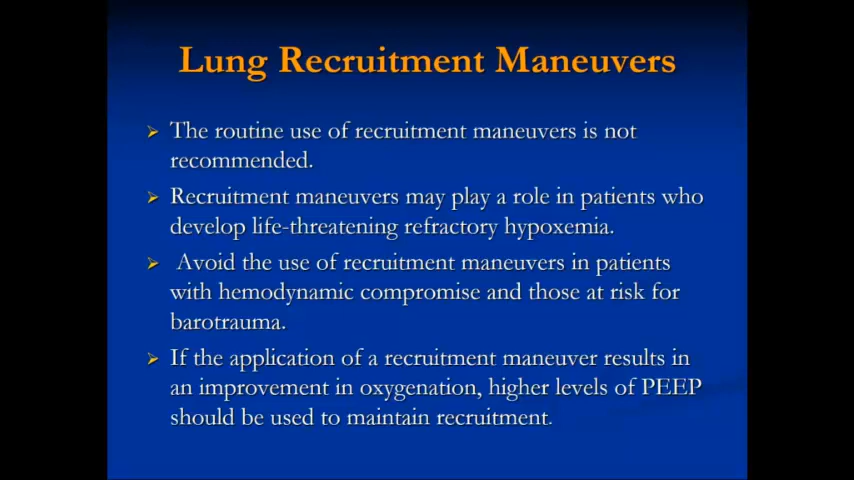 Lung Recruitment Maneuvers
The routine use of recruitment maneuvers is not
recommended.
Recruitment maneuvers may play a role in patients who
develop life-threatening refractory hypoxemia.
Avoid the use of recruitment maneuvers in patients
with hemodynamic compromise and those at risk for
barotrauma.
If the application of a recruitment maneuver results in
an improvement in oxygenation, higher levels of PEEP
should be used to maintain recruitment.